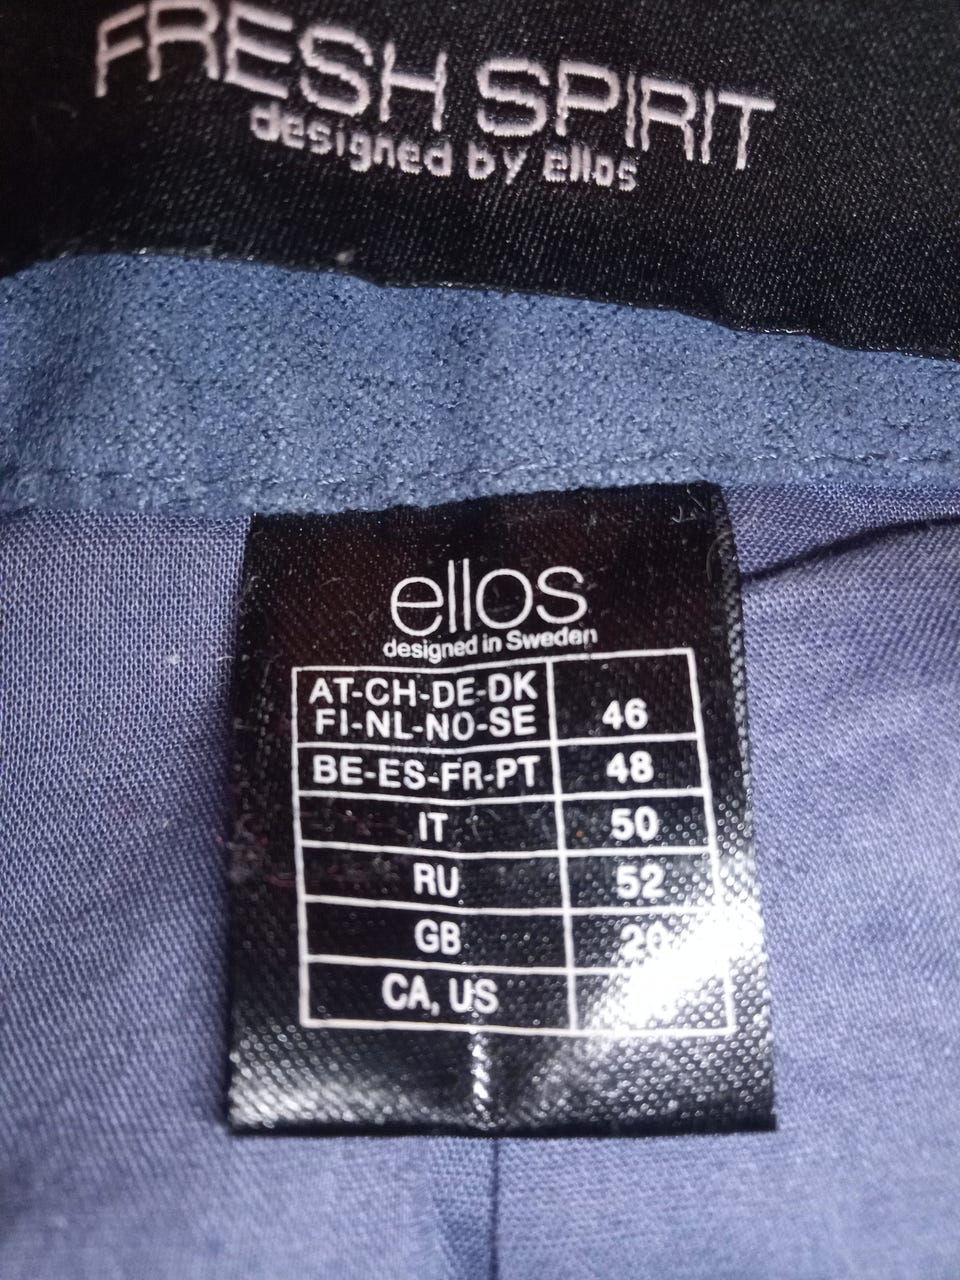 FRESH SPIRIT
designed by ellos
ellos
designed in Sweden
AT-CH-DE-DK
FI-NL-NO-SE 46
BE-ES-FR-PT 48
IT 50
RU 52
GB 20
CA, US